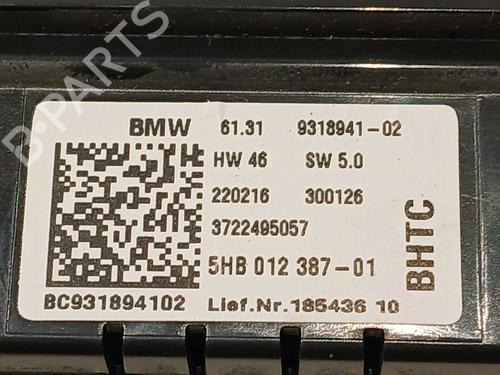 B-PARTS
BMW 61.31 9318941-02
HW 46 SW 5.0
220216 300126
3722495057
5HB 012 387-01
BC931894102 Lief.Nr.185436 10
BHTC